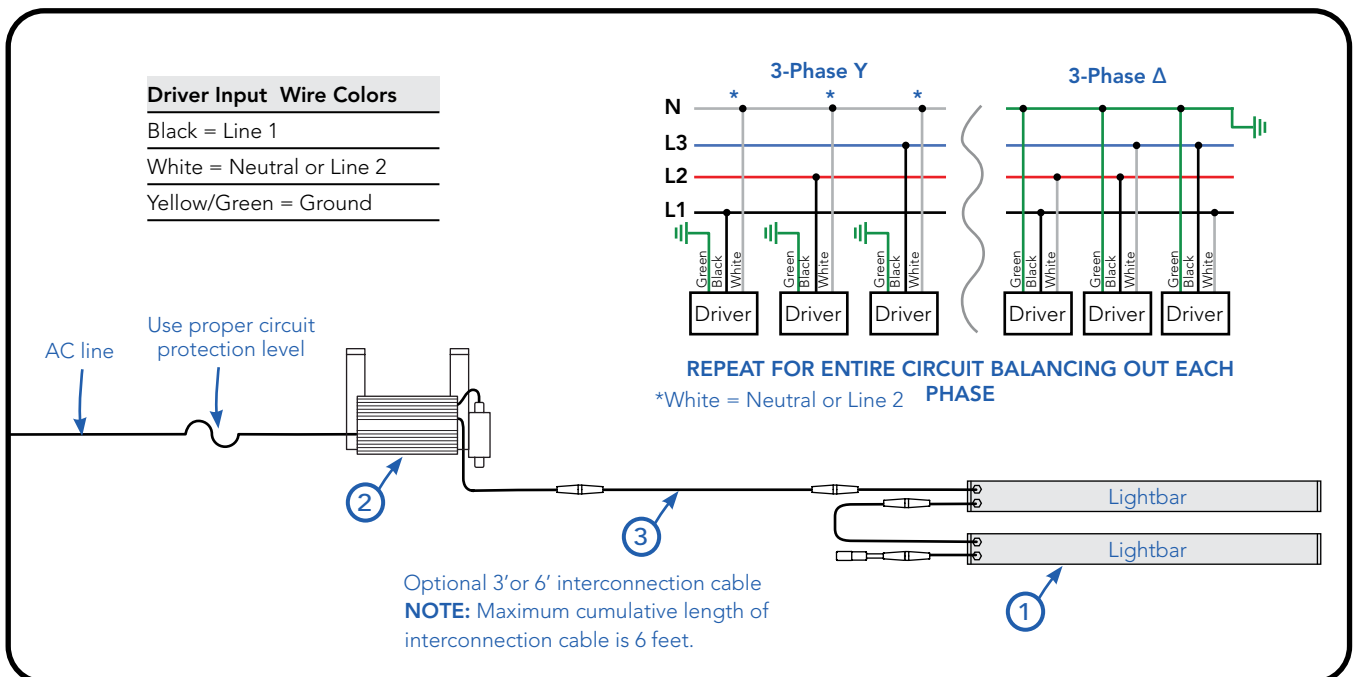 Driver Input Wire Colors
Black = Line 1
White = Neutral or Line 2
Yellow/Green = Ground
3-Phase Y
* * *
N
L3
L2
L1
Green
Black
White
Green
Black
White
Green
Black
White
Driver
Driver
Driver
3-Phase Δ
Green
Black
White
Green
Black
White
Green
Black
White
Driver
Driver
Driver
REPEAT FOR ENTIRE CIRCUIT BALANCING OUT EACH
PHASE
*White = Neutral or Line 2
AC line
Use proper circuit
protection level
2
3
Lightbar
Lightbar
1
Optional 3’or 6’ interconnection cable
NOTE: Maximum cumulative length of
interconnection cable is 6 feet.